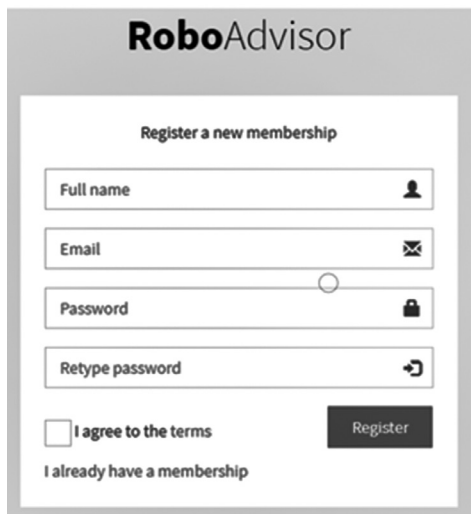 RoboAdvisor
Register a new membership
Full name
Email
Password
Retype password
I agree to the terms
Register
I already have a membership